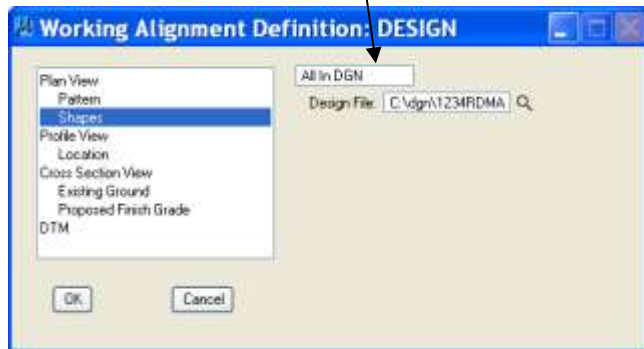 Working Alignment Definition: DESIGN
Plan View
Pattern
Shapes
Profile View
Location
Cross Section View
Existing Ground
Proposed Finish Grade
DTM
All In DGN
Design File: C:\dgn\1234RDMA
OK
Cancel